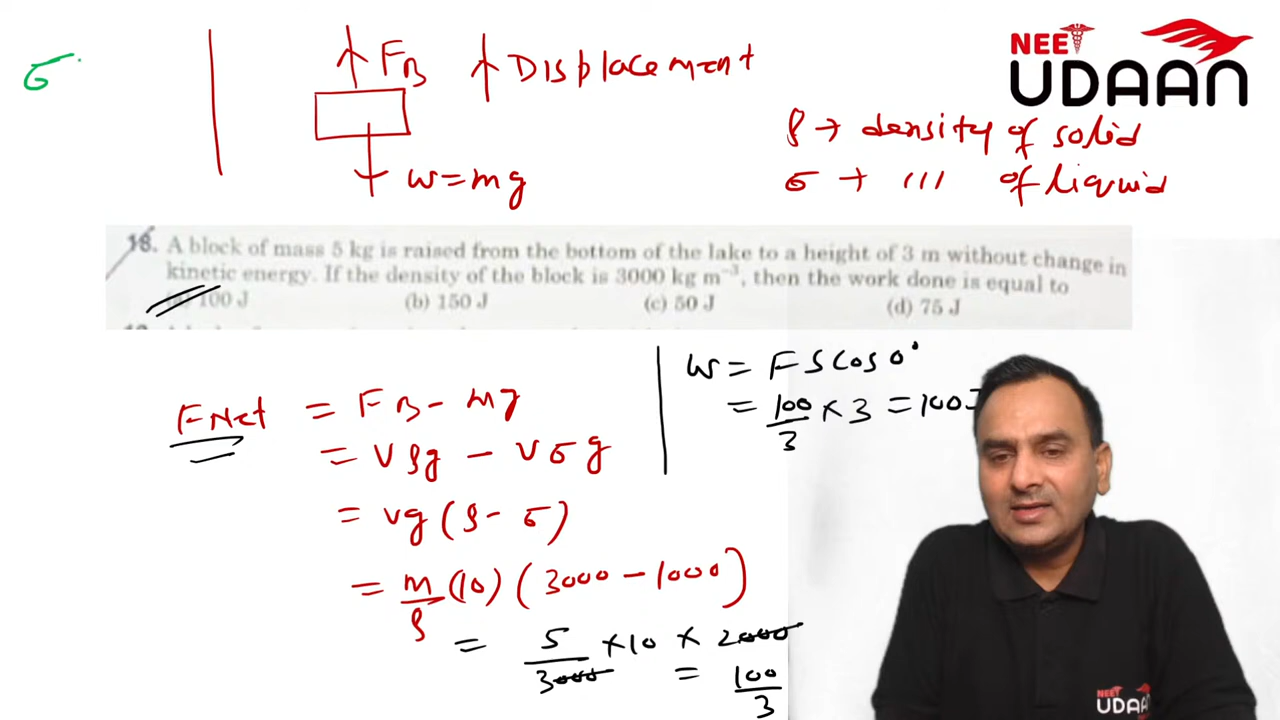 σ
F_B
↑ Displacement
NEET
UDAAN
ρ → density of solid
σ → ''' of liquid
w = mg
18. A block of mass 5 kg is raised from the bottom of the lake to a height of 3 m without change in
kinetic energy. If the density of the block is 3000 kg m⁻³, then the work done is equal to
(a) 100 J (b) 150 J (c) 50 J (d) 75 J
F_Net = F_B - mg
= vρg - vσg
= vg(ρ - σ)
= m/ρ (10) (3000 - 1000)
= 5/3000 × 10 × 2000
= 100/3
W = FS Cos 0°
= 100/3 × 3 = 100J
NEET
UDAAN